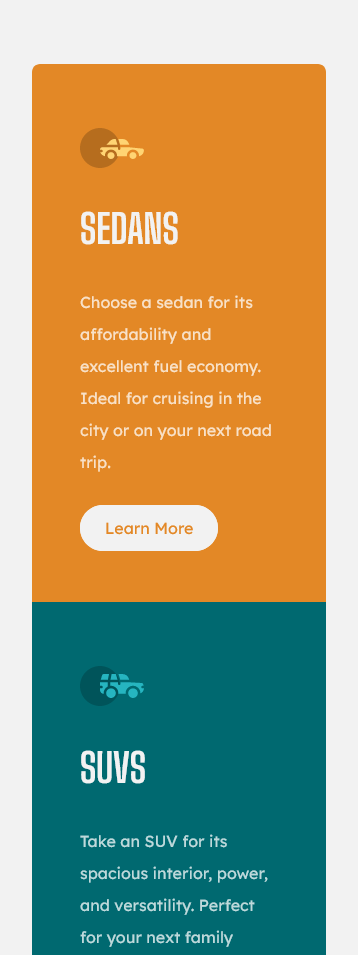 SEDANS
Choose a sedan for its
affordability and
excellent fuel economy.
Ideal for cruising in the
city or on your next road
trip.
Learn More
SUVS
Take an SUV for its
spacious interior, power,
and versatility. Perfect
for your next family